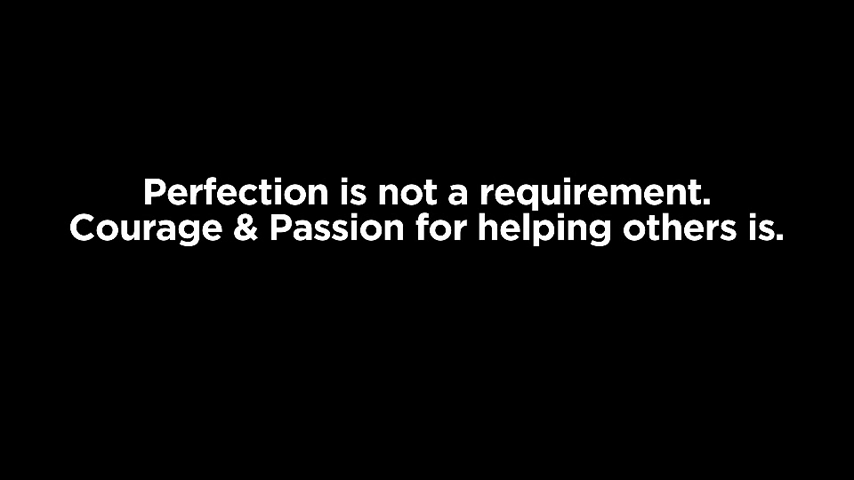 Perfection is not a requirement.
Courage & Passion for helping others is.